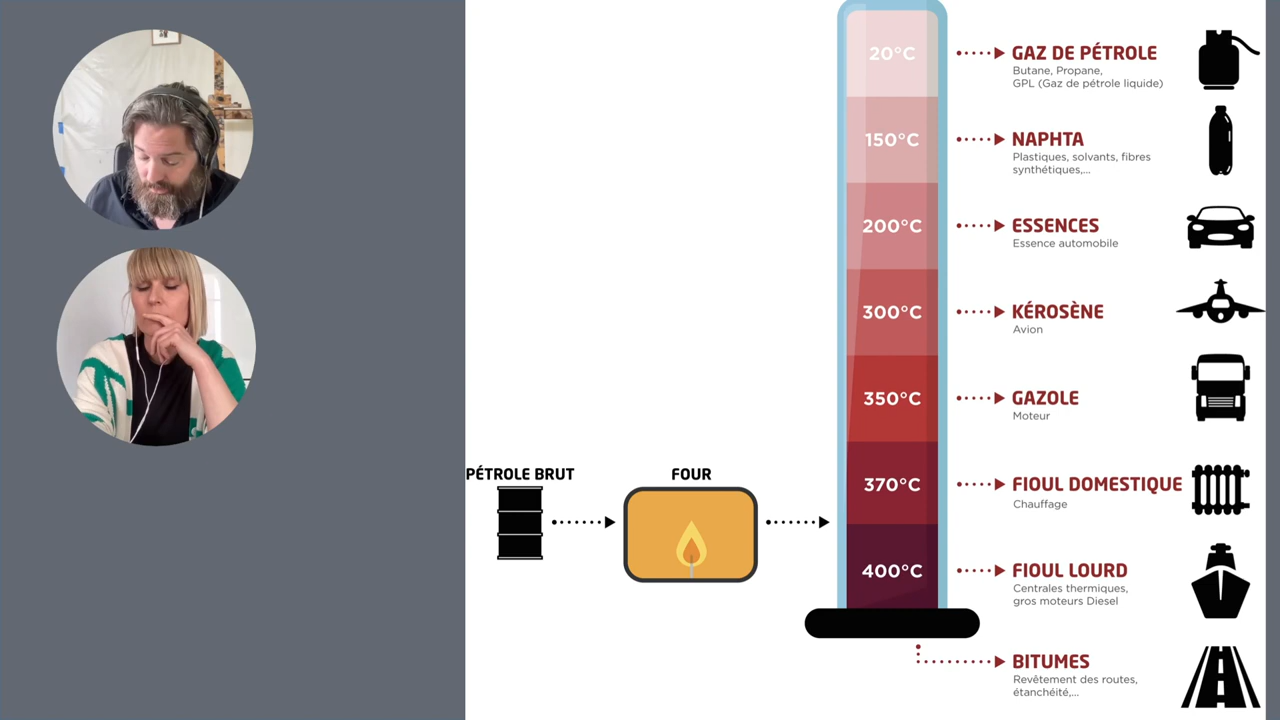 20°C
GAZ DE PÉTROLE
Butane, Propane,
GPL (Gaz de pétrole liquide)
150°C
NAPHTA
Plastiques, solvants, fibres
synthétiques,...
200°C
ESSENCES
Essence automobile
300°C
KÉROSÈNE
Avion
350°C
GAZOLE
Moteur
PÉTROLE BRUT
FOUR
370°C
FIOUL DOMESTIQUE
Chauffage
400°C
FIOUL LOURD
Centrales thermiques,
gros moteurs Diesel
BITUMES
Revêtement des routes,
étanchéité,...